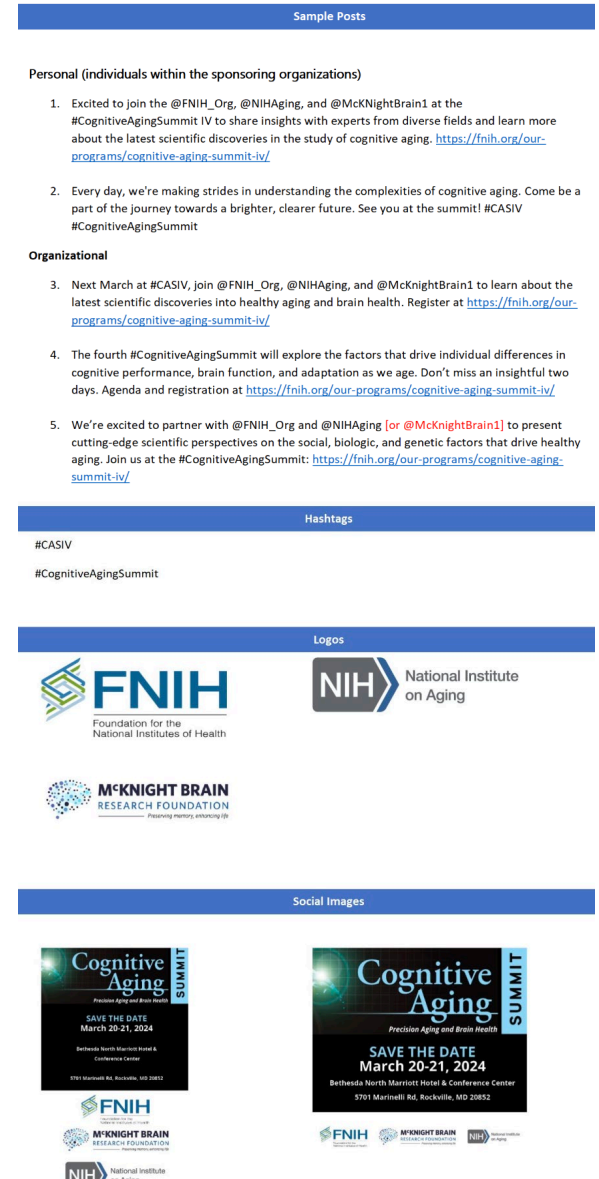 Sample Posts
Personal (individuals within the sponsoring organizations)
1. Excited to join the @FNIH_Org, @NIHAging, and @McKNightBrain1 at the
#CognitiveAgingSummit IV to share insights with experts from diverse fields and learn more
about the latest scientific discoveries in the study of cognitive aging. https://fnih.org/our-
programs/cognitive-aging-summit-iv/
2. Every day, we're making strides in understanding the complexities of cognitive aging. Come be a
part of the journey towards a brighter, clearer future. See you at the summit! #CASIV
#CognitiveAgingSummit
Organizational
3. Next March at #CASIV, join @FNIH_Org, @NIHAging, and @McKnightBrain1 to learn about the
latest scientific discoveries into healthy aging and brain health. Register at https://fnih.org/our-
programs/cognitive-aging-summit-iv/
4. The fourth #CognitiveAgingSummit will explore the factors that drive individual differences in
cognitive performance, brain function, and adaptation as we age. Don't miss an insightful two
days. Agenda and registration at https://fnih.org/our-programs/cognitive-aging-summit-iv/
5. We're excited to partner with @FNIH_Org and @NIHAging [or @McKnightBrain1] to present
cutting-edge scientific perspectives on the social, biologic, and genetic factors that drive healthy
aging. Join us at the #CognitiveAgingSummit: https://fnih.org/our-programs/cognitive-aging-
summit-iv/
Hashtags
#CASIV
#CognitiveAgingSummit
Logos
FNIH
Foundation for the
National Institutes of Health
NIH
National Institute
on Aging
McKNIGHT BRAIN
RESEARCH FOUNDATION
Preserving memory, enhancing life
Social Images
Cognitive
Aging
SUMMIT
Precision Aging and Brain Health
SAVE THE DATE
March 20-21, 2024
Bethesda North Marriott Hotel &
Conference Center
5701 Marinelli Rd, Rockville, MD 20852
FNIH
McKNIGHT BRAIN
RESEARCH FOUNDATION
NIH
National Institute
Cognitive
Aging
SUMMIT
Precision Aging and Brain Health
SAVE THE DATE
March 20-21, 2024
Bethesda North Marriott Hotel & Conference Center
5701 Marinelli Rd, Rockville, MD 20852
FNIH
McKNIGHT BRAIN
RESEARCH FOUNDATION
NIH
National Institute
on Aging